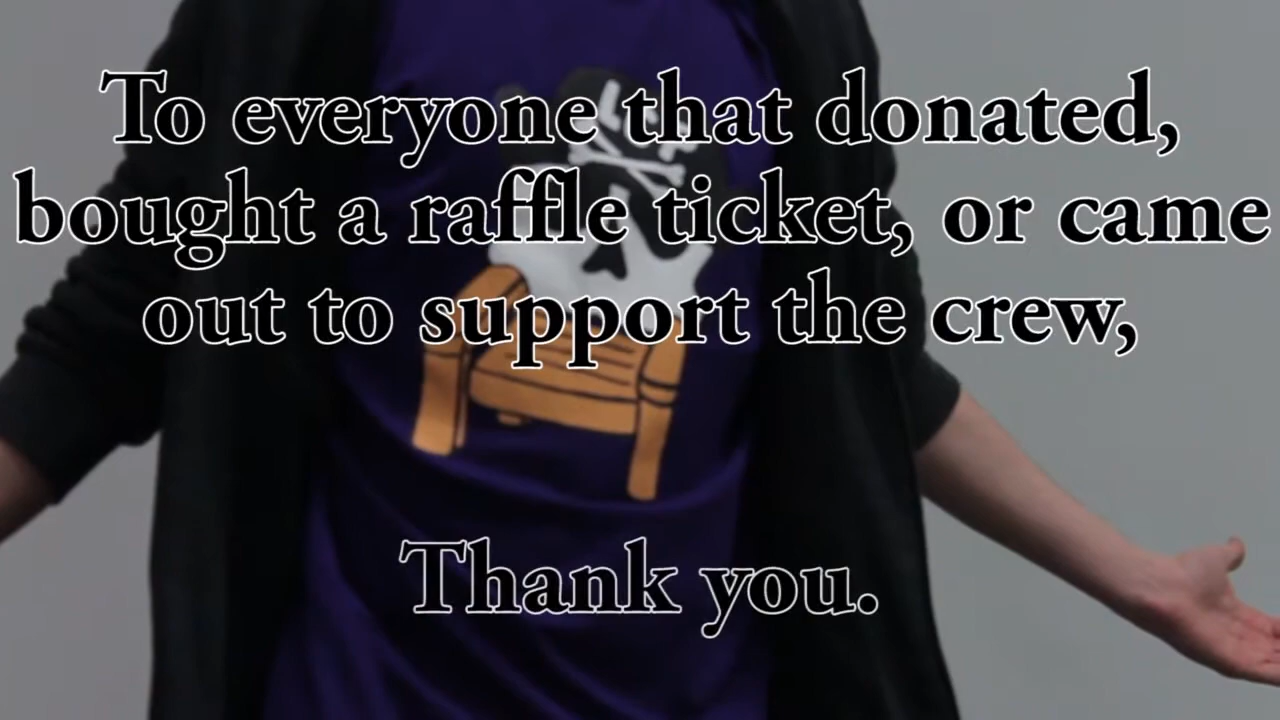 To everyone that donated,
bought a raffle ticket, or came
out to support the crew,
Thank you.